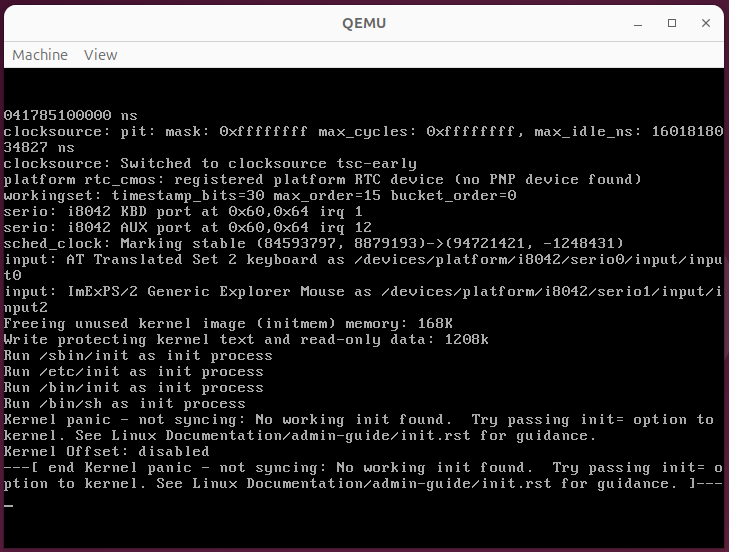 QEMU
Machine View
041785100000 ns
clocksource: pit: mask: 0xffffffff max_cycles: 0xffffffff, max_idle_ns: 16018180
34827 ns
clocksource: Switched to clocksource tsc-early
platform rtc_cmos: registered platform RTC device (no PNP device found)
workingset: timestamp_bits=30 max_order=15 bucket_order=0
serio: i8042 KBD port at 0x60,0x64 irq 1
serio: i8042 AUX port at 0x60,0x64 irq 12
sched_clock: Marking stable (84593797, 8879193)->(94721421, -1248431)
input: AT Translated Set 2 keyboard as /devices/platform/i8042/serio0/input/inpu
t0
input: ImExPS/2 Generic Explorer Mouse as /devices/platform/i8042/serio1/input/i
nput2
Freeing unused kernel image (initmem) memory: 168K
Write protecting kernel text and read-only data: 1208k
Run /sbin/init as init process
Run /etc/init as init process
Run /bin/init as init process
Run /bin/sh as init process
Kernel panic - not syncing: No working init found.  Try passing init= option to
kernel. See Linux Documentation/admin-guide/init.rst for guidance.
Kernel Offset: disabled
---[ end Kernel panic - not syncing: No working init found.  Try passing init= o
ption to kernel. See Linux Documentation/admin-guide/init.rst for guidance. ]---
_